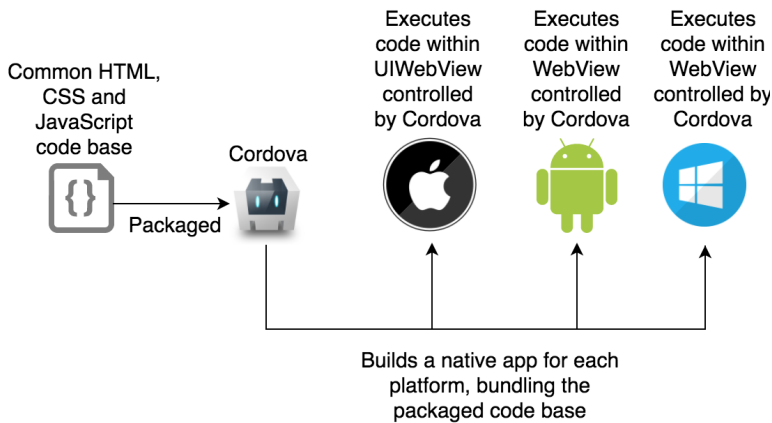 Common HTML,
CSS and
JavaScript
code base
{}
Packaged
Cordova
Executes
code within
UIWebView
controlled
by Cordova
Executes
code within
WebView
controlled
by Cordova
Executes
code within
WebView
controlled by
Cordova
Builds a native app for each
platform, bundling the
packaged code base